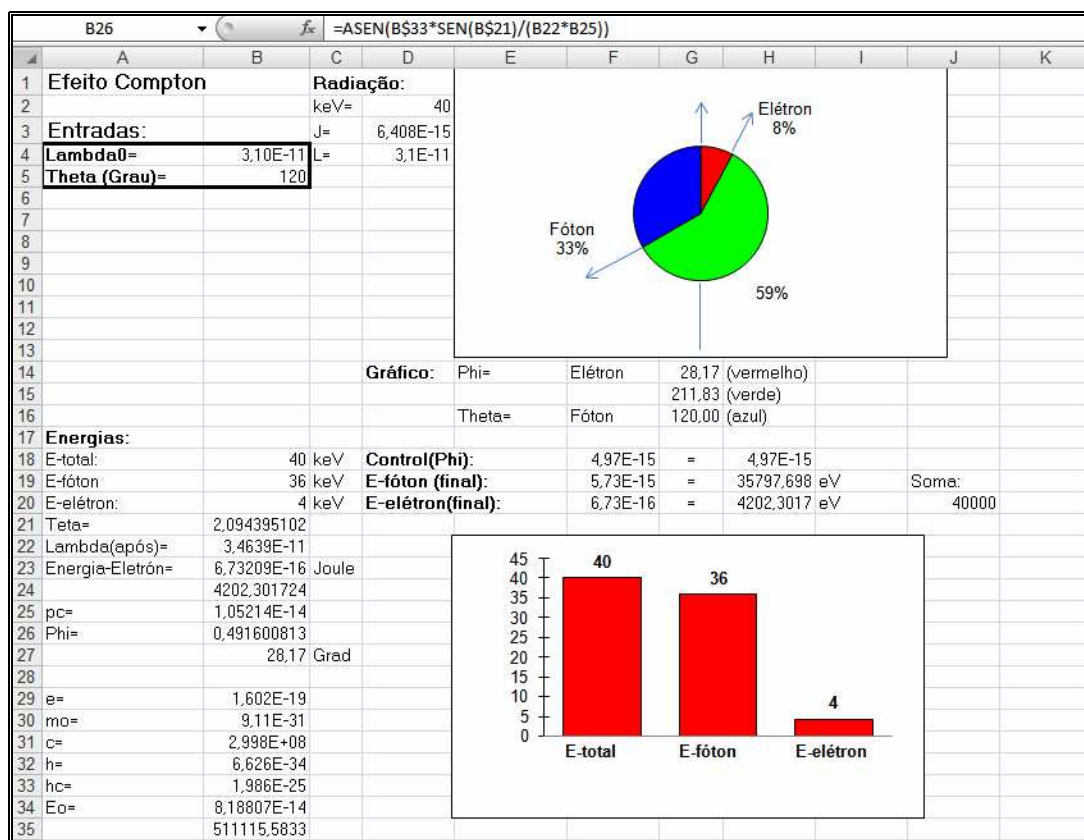 B26 fx =ASEN(B$33*SEN(B$21)/(B22*B25))
A B C D E F G H I J K
1 Efeito Compton Radiação:
2 keV= 40
3 Entradas: J= 6,408E-15
4 Lambda0= 3,10E-11 L= 3,1E-11
5 Theta (Grau)= 120
6
7
8
9
10
11
12
13
Elétron
8%
Fóton
33%
59%
14 Gráfico: Phi= Elétron 28,17 (vermelho)
15 211,83 (verde)
16 Theta= Fóton 120,00 (azul)
17 Energias:
18 E-total: 40 keV Control(Phi): 4,97E-15 = 4,97E-15
19 E-fóton 36 keV E-fóton (final): 5,73E-15 = 35797,698 eV Soma:
20 E-elétron: 4 keV E-elétron(final): 6,73E-16 = 4202,3017 eV 40000
21 Teta= 2,094395102
22 Lambda(após)= 3,4639E-11
23 Energia-Eletrón= 6,73209E-16 Joule
24 4202,301724
25 pc= 1,05214E-14
26 Phi= 0,491600813
27 28,17 Grad
28
29 e= 1,602E-19
30 mo= 9,11E-31
31 c= 2,998E+08
32 h= 6,626E-34
33 hc= 1,986E-25
34 Eo= 8,18807E-14
35 511115,5833
45
40
35
30
25
20
15
10
5
0
40
36
4
E-total E-fóton E-elétron